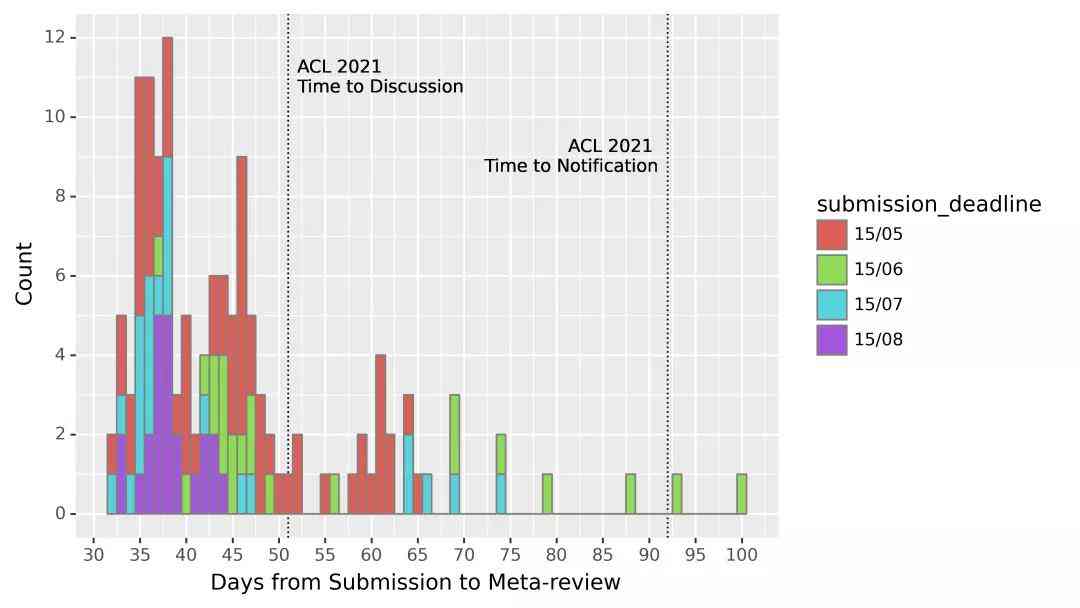 12
10
8
6
4
2
0
Count
ACL 2021
Time to Discussion
ACL 2021
Time to Notification
30 35 40 45 50 55 60 65 70 75 80 85 90 95 100
Days from Submission to Meta-review
submission_deadline
15/05
15/06
15/07
15/08